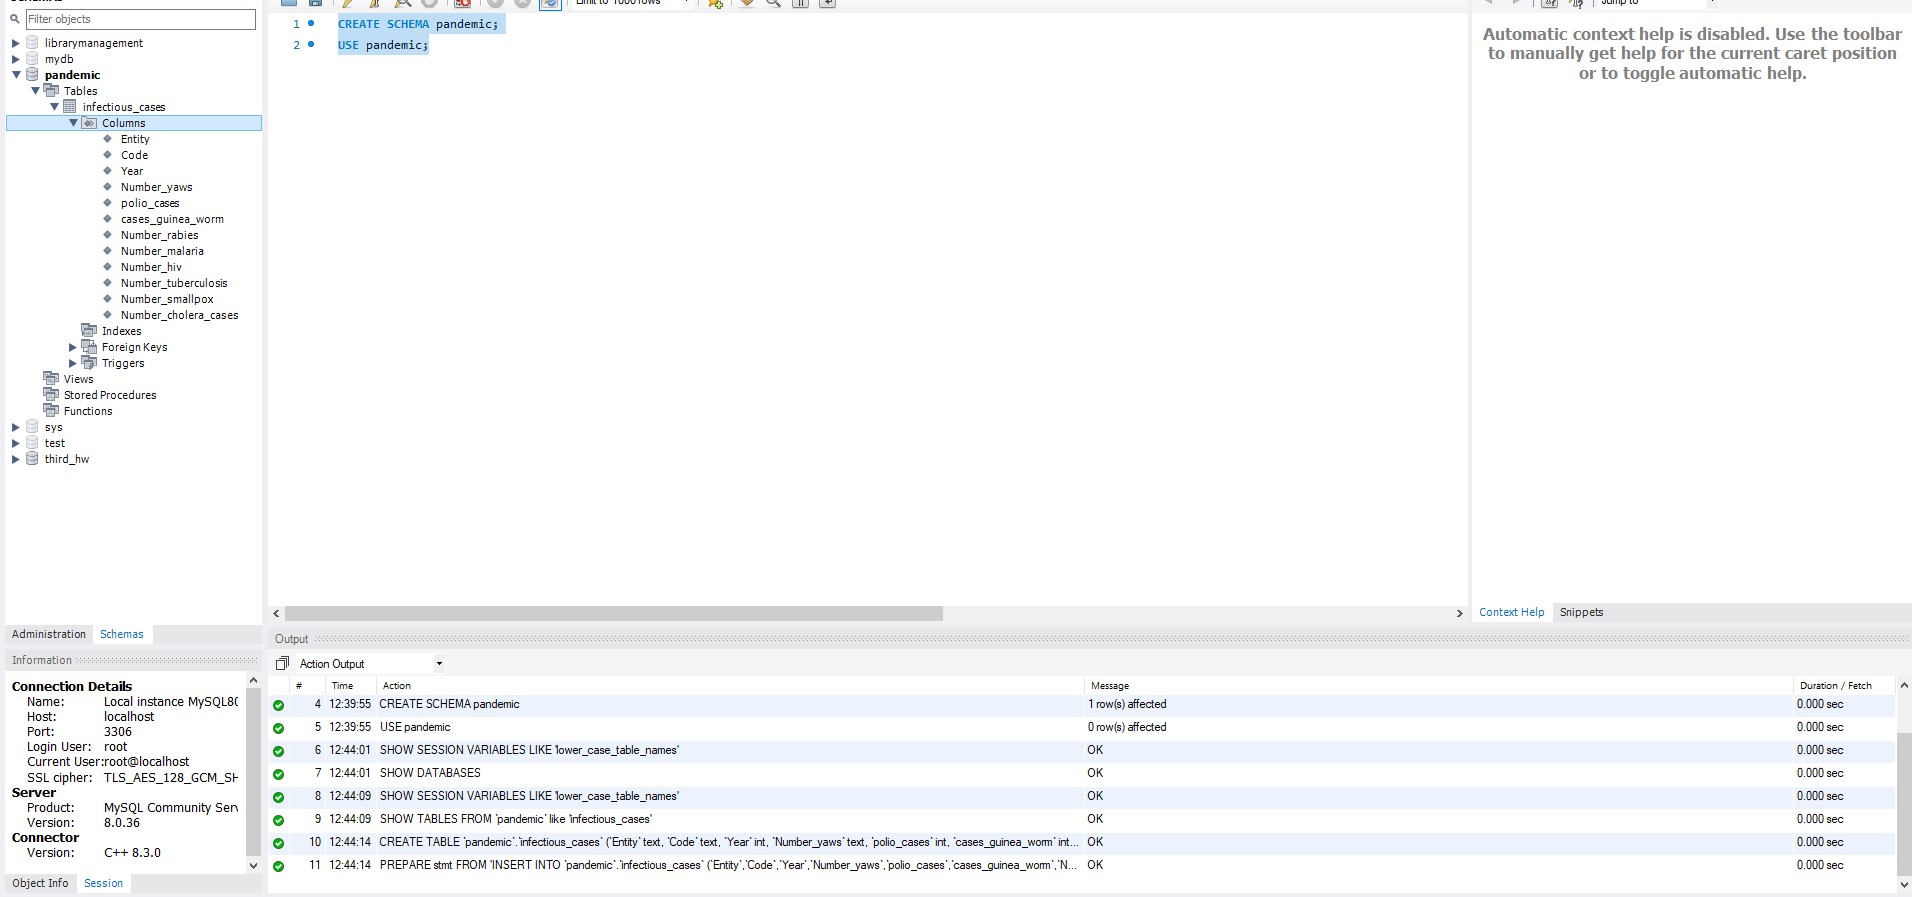 SCHEMAS
Filter objects
librarymanagement
mydb
pandemic
Tables
infectious_cases
Columns
Entity
Code
Year
Number_yaws
polio_cases
cases_guinea_worm
Number_rabies
Number_malaria
Number_hiv
Number_tuberculosis
Number_smallpox
Number_cholera_cases
Indexes
Foreign Keys
Triggers
Views
Stored Procedures
Functions
sys
test
third_hw
Administration Schemas
Information
Connection Details
Name: Local instance MySQL80
Host: localhost
Port: 3306
Login User: root
Current User:root@localhost
SSL cipher: TLS_AES_128_GCM_SH
Server
Product: MySQL Community Serv
Version: 8.0.36
Connector
Version: C++ 8.3.0
Object Info Session
Limit to 1000 rows
1 CREATE SCHEMA pandemic;
2 USE pandemic;
Jump to
Automatic context help is disabled. Use the toolbar
to manually get help for the current caret position
or to toggle automatic help.
Context Help Snippets
Output
Action Output
# Time Action Message Duration / Fetch
4 12:39:55 CREATE SCHEMA pandemic 1 row(s) affected 0.000 sec
5 12:39:55 USE pandemic 0 row(s) affected 0.000 sec
6 12:44:01 SHOW SESSION VARIABLES LIKE 'lower_case_table_names' OK 0.000 sec
7 12:44:01 SHOW DATABASES OK 0.000 sec
8 12:44:09 SHOW SESSION VARIABLES LIKE 'lower_case_table_names' OK 0.000 sec
9 12:44:09 SHOW TABLES FROM `pandemic` like 'infectious_cases' OK 0.000 sec
10 12:44:14 CREATE TABLE `pandemic`.`infectious_cases` (`Entity` text, `Code` text, `Year` int, `Number_yaws` text, `polio_cases` int, `cases_guinea_worm` int... OK 0.000 sec
11 12:44:14 PREPARE stmt FROM 'INSERT INTO `pandemic`.`infectious_cases` (`Entity`,`Code`,`Year`,`Number_yaws`,`polio_cases`,`cases_guinea_worm`,`N... OK 0.000 sec